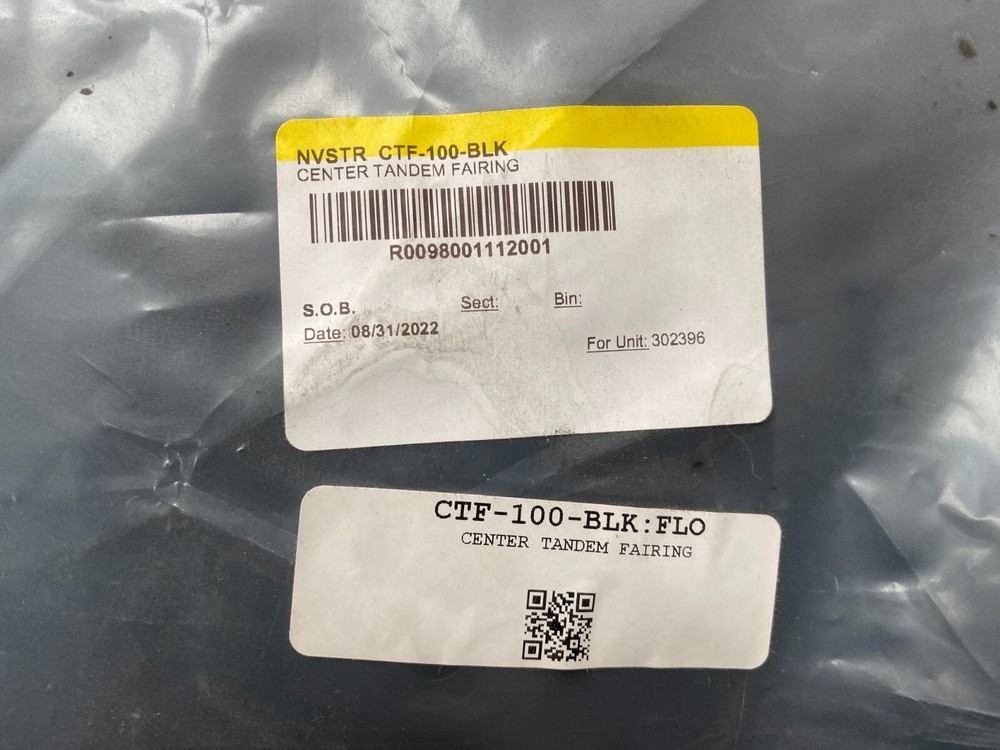 NVSTR CTF-100-BLK
CENTER TANDEM FAIRING
R0098001112001
S.O.B. Sect: Bin:
Date: 08/31/2022
For Unit: 302396
CTF-100-BLK:FLO
CENTER TANDEM FAIRING